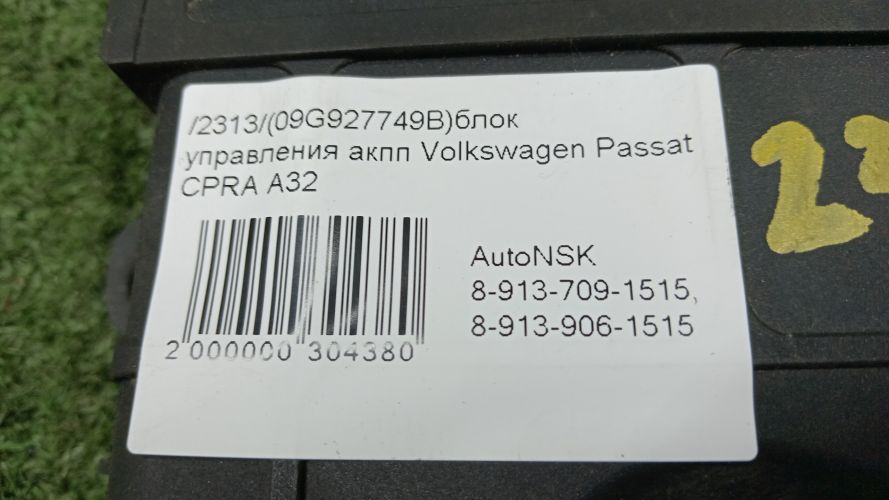 /2313/(09G927749B)блок
управления акпп Volkswagen Passat
CPRA A32
AutoNSK
8-913-709-1515,
8-913-906-1515
2 000000 304380